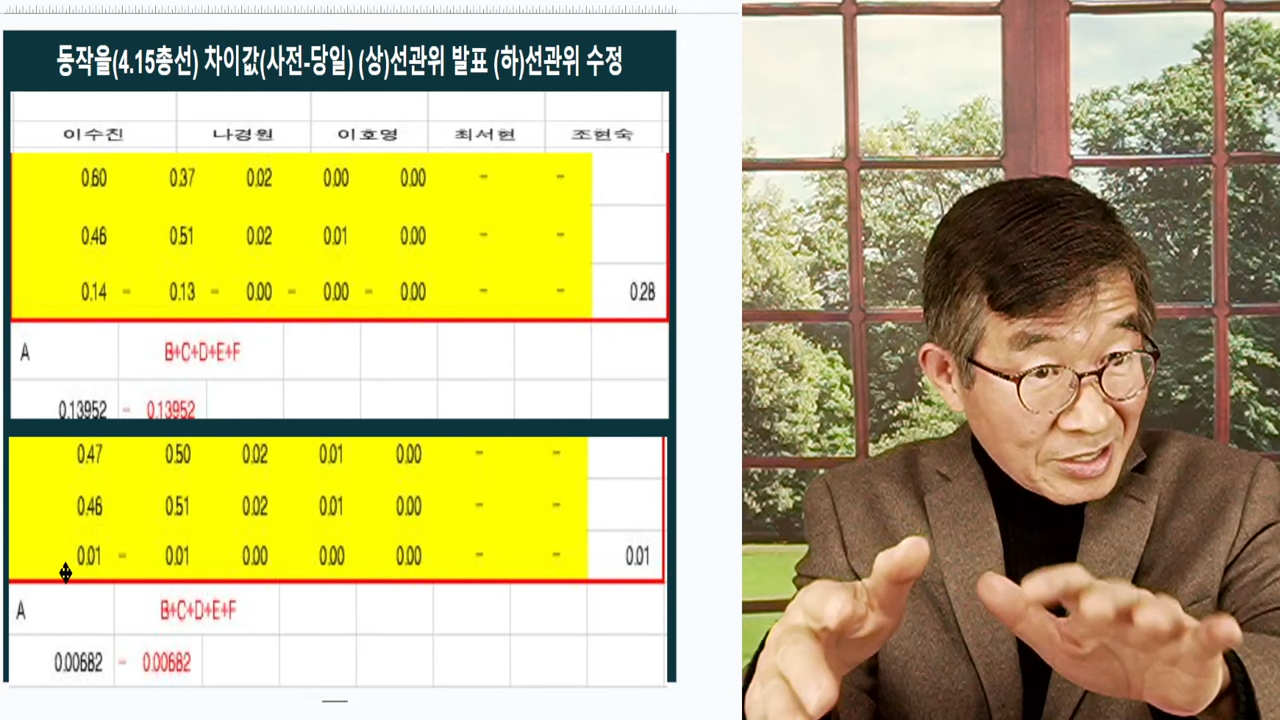 동작을(4.15총선) 차이값(사전-당일) (상)선관위 발표 (하)선관위 수정
이수진 나경원 이호영 최서현 조현숙
0.60 0.37 0.02 0.00 0.00 - -
0.46 0.51 0.02 0.01 0.00 - -
0.14 - 0.13 - 0.00 - 0.00 - 0.00 - - 0.28
A B+C+D+E+F
0.13952 - 0.13952
0.47 0.50 0.02 0.01 0.00 - -
0.46 0.51 0.02 0.01 0.00 - -
0.01 - 0.01 0.00 0.00 0.00 - - 0.01
A B+C+D+E+F
0.00682 - 0.00682